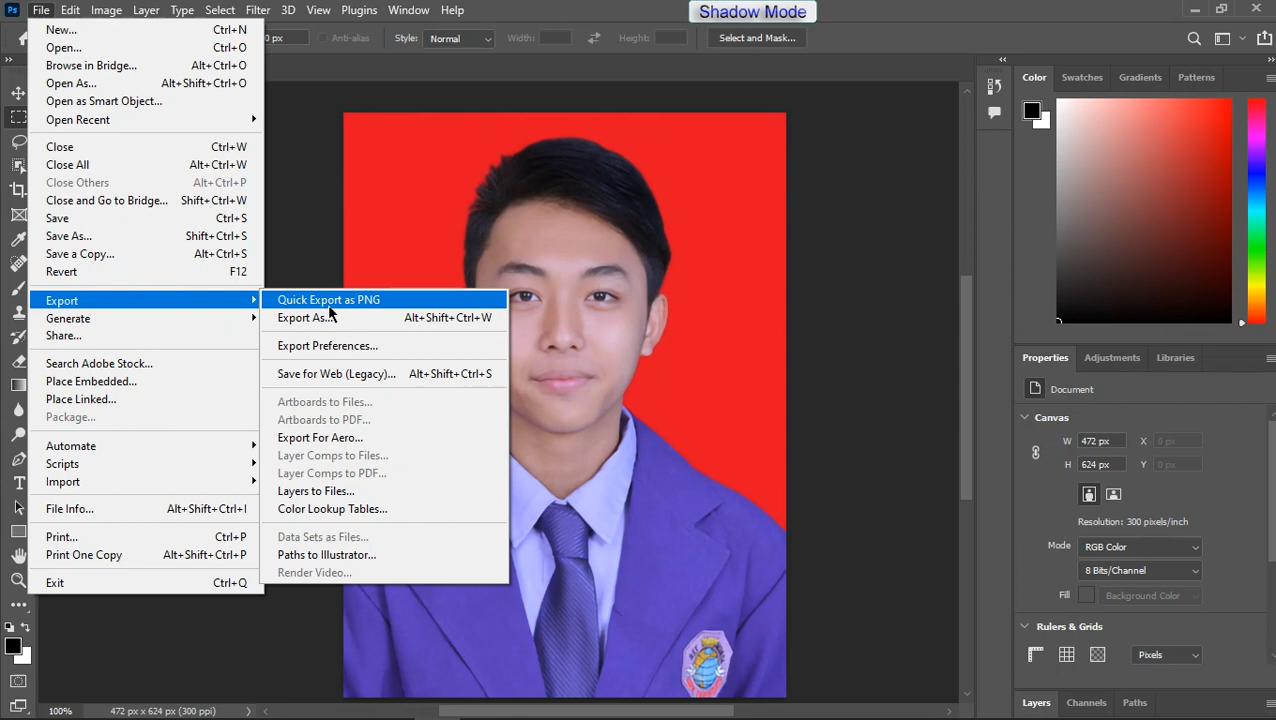 Ps File Edit Image Layer Type Select Filter 3D View Plugins Window Help
Shadow Mode
0 px Anti-alias Style: Normal Width: Height: Select and Mask...
New... Ctrl+N
Open... Ctrl+O
Browse in Bridge... Alt+Ctrl+O
Open As... Alt+Shift+Ctrl+O
Open as Smart Object...
Open Recent
Close Ctrl+W
Close All Alt+Ctrl+W
Close Others Alt+Ctrl+P
Close and Go to Bridge... Shift+Ctrl+W
Save Ctrl+S
Save As... Shift+Ctrl+S
Save a Copy... Alt+Ctrl+S
Revert F12
Export
Generate
Share...
Search Adobe Stock...
Place Embedded...
Place Linked...
Package...
Automate
Scripts
Import
File Info... Alt+Shift+Ctrl+I
Print... Ctrl+P
Print One Copy Alt+Shift+Ctrl+P
Exit Ctrl+Q
Quick Export as PNG
Export As... Alt+Shift+Ctrl+W
Export Preferences...
Save for Web (Legacy)... Alt+Shift+Ctrl+S
Artboards to Files...
Artboards to PDF...
Export For Aero...
Layer Comps to Files...
Layer Comps to PDF...
Layers to Files...
Color Lookup Tables...
Data Sets as Files...
Paths to Illustrator...
Render Video...
Color Swatches Gradients Patterns
Properties Adjustments Libraries
Document
Canvas
W 472 px X 0 px
H 624 px Y 0 px
Resolution: 300 pixels/inch
Mode RGB Color
8 Bits/Channel
Fill Background Color
Rulers & Grids
Pixels
Layers Channels Paths
100% 472 px x 624 px (300 ppi)